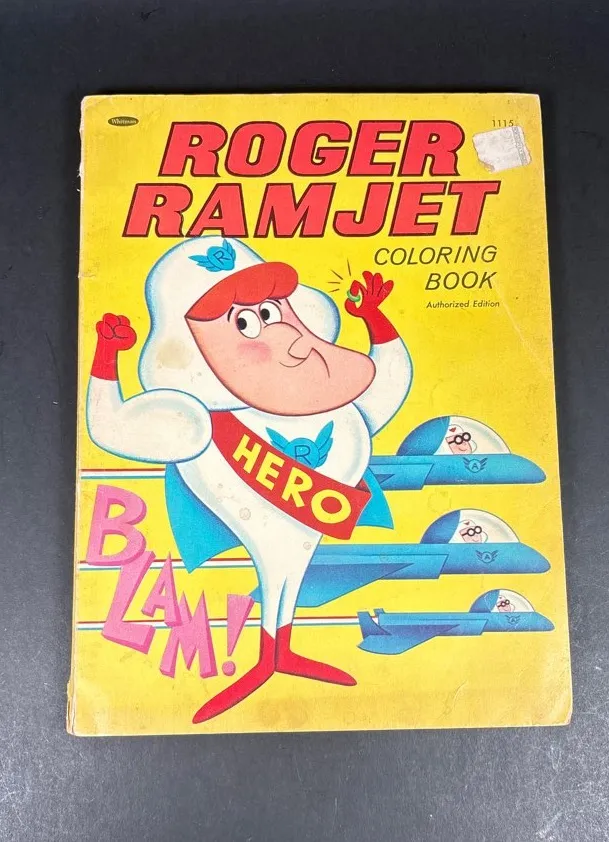 Whitman
1115
ROGER
RAMJET
COLORING
BOOK
Authorized Edition
R
R
HERO
A
A
BLAM!